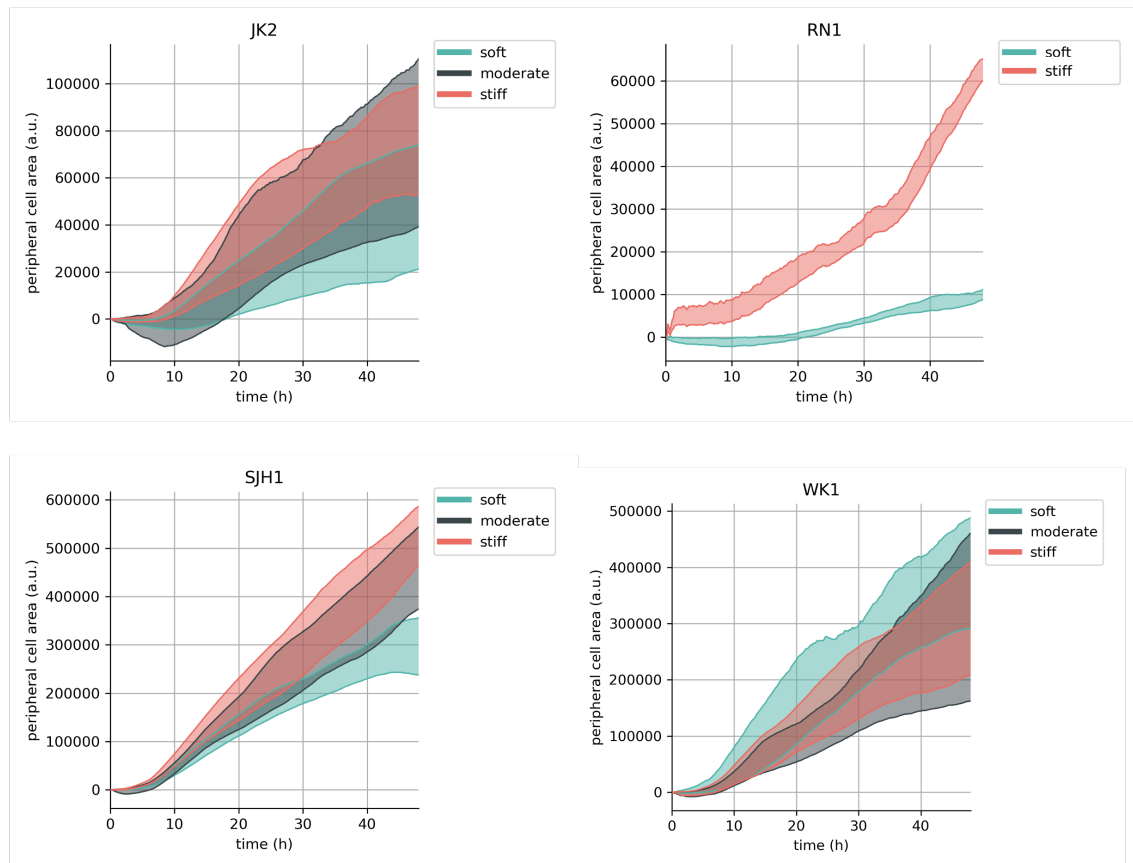 JK2
soft
moderate
stiff
100000
80000
60000
40000
20000
0
peripheral cell area (a.u.)
0 10 20 30 40
time (h)
RN1
soft
stiff
60000
50000
40000
30000
20000
10000
0
peripheral cell area (a.u.)
0 10 20 30 40
time (h)
SJH1
soft
moderate
stiff
600000
500000
400000
300000
200000
100000
0
peripheral cell area (a.u.)
0 10 20 30 40
time (h)
WK1
soft
moderate
stiff
500000
400000
300000
200000
100000
0
peripheral cell area (a.u.)
0 10 20 30 40
time (h)